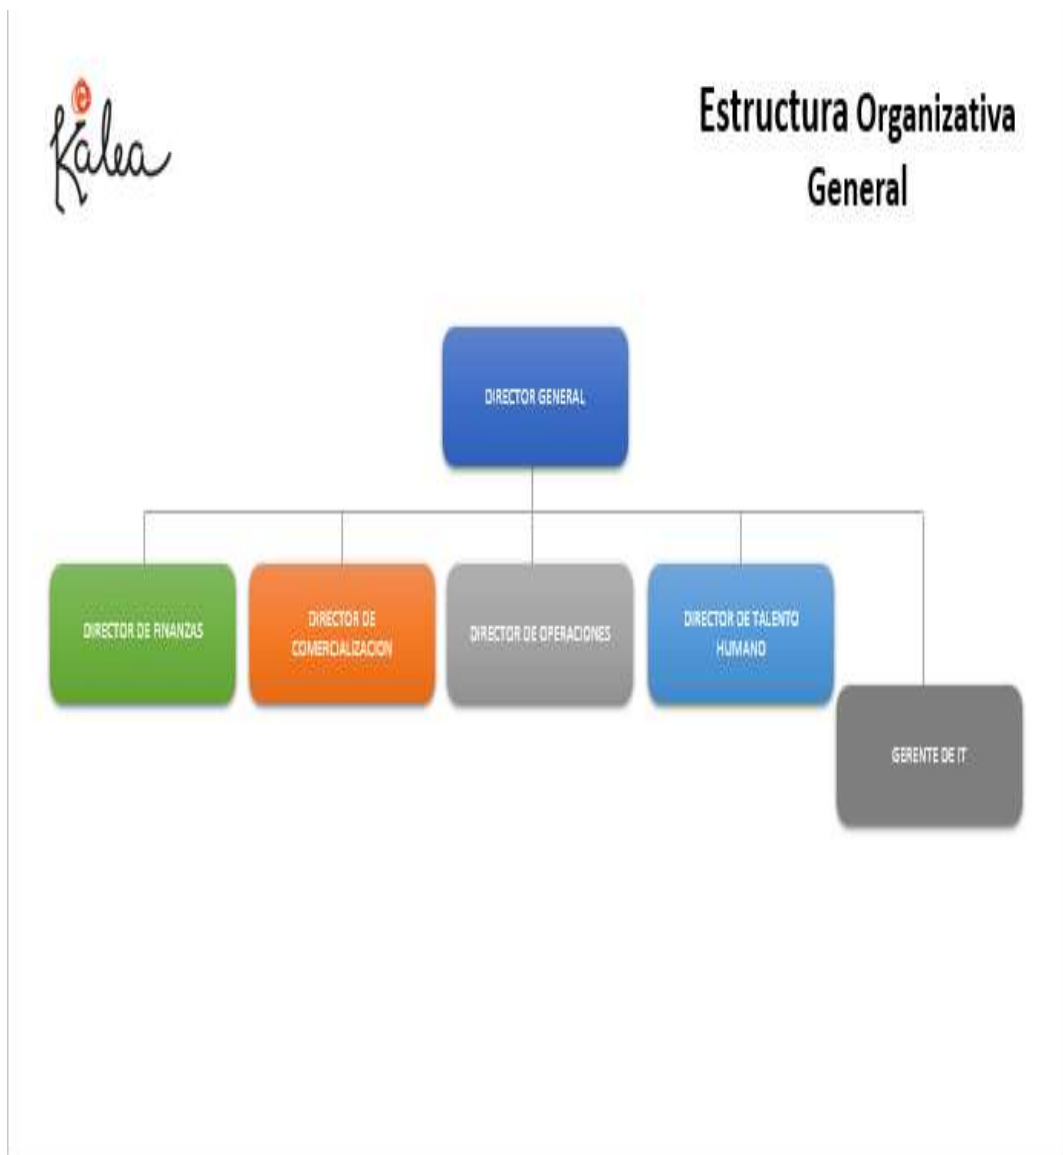 Kalea
Estructura Organizativa
General
DIRECTOR GENERAL
DIRECTOR DE FINANZAS
DIRECTOR DE
COMERCIALIZACION
DIRECTOR DE OPERACIONES
DIRECTOR DE TALENTO
HUMANO
GERENTE DE IT